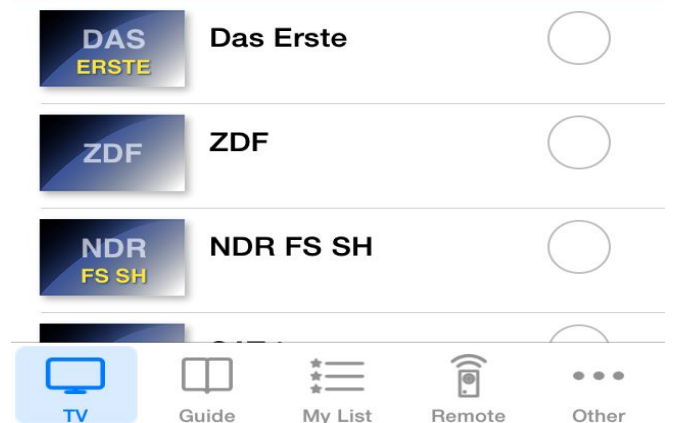 DAS
ERSTE
Das Erste
ZDF
ZDF
NDR
FS SH
NDR FS SH
TV
Guide
My List
Remote
Other